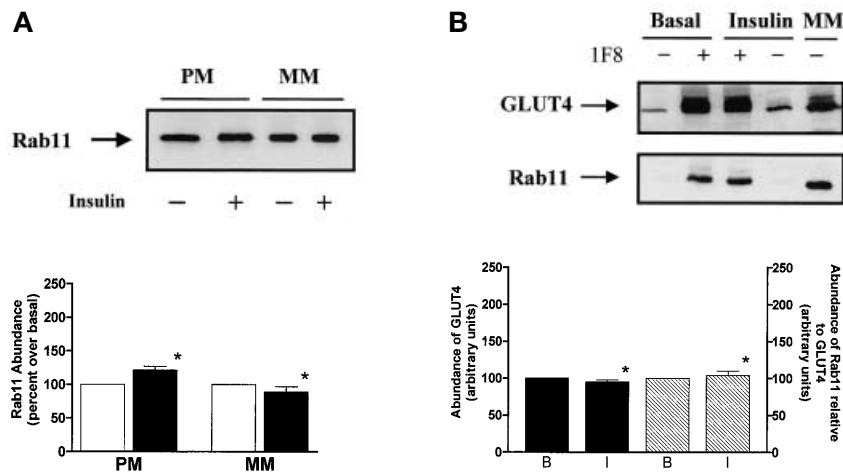 A
PM MM
Rab11
Insulin − + − +
Rab11 Abundance
(percent over basal)
250
200
150
100
50
0
*
*
PM MM
B
Basal Insulin MM
1F8 − + + − −
GLUT4
Rab11
Abundance of GLUT4
(arbitrary units)
250
200
150
100
50
0
*
*
B I B I
250
200
150
100
50
0
Abundance of Rab11 relative
to GLUT4
(arbitrary units)